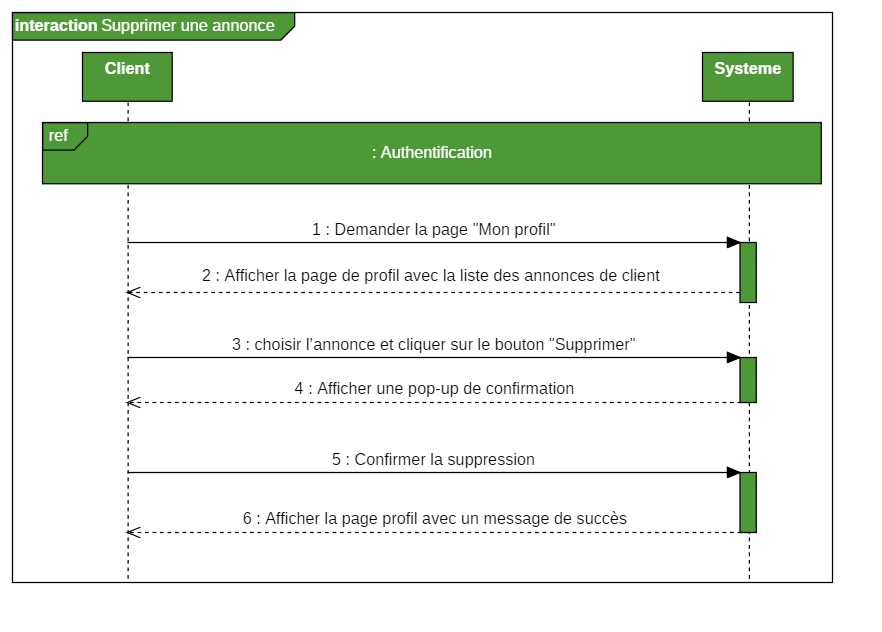 interaction Supprimer une annonce
Client
Systeme
ref
: Authentification
1 : Demander la page "Mon profil"
2 : Afficher la page de profil avec la liste des annonces de client
3 : choisir l'annonce et cliquer sur le bouton "Supprimer"
4 : Afficher une pop-up de confirmation
5 : Confirmer la suppression
6 : Afficher la page profil avec un message de succès